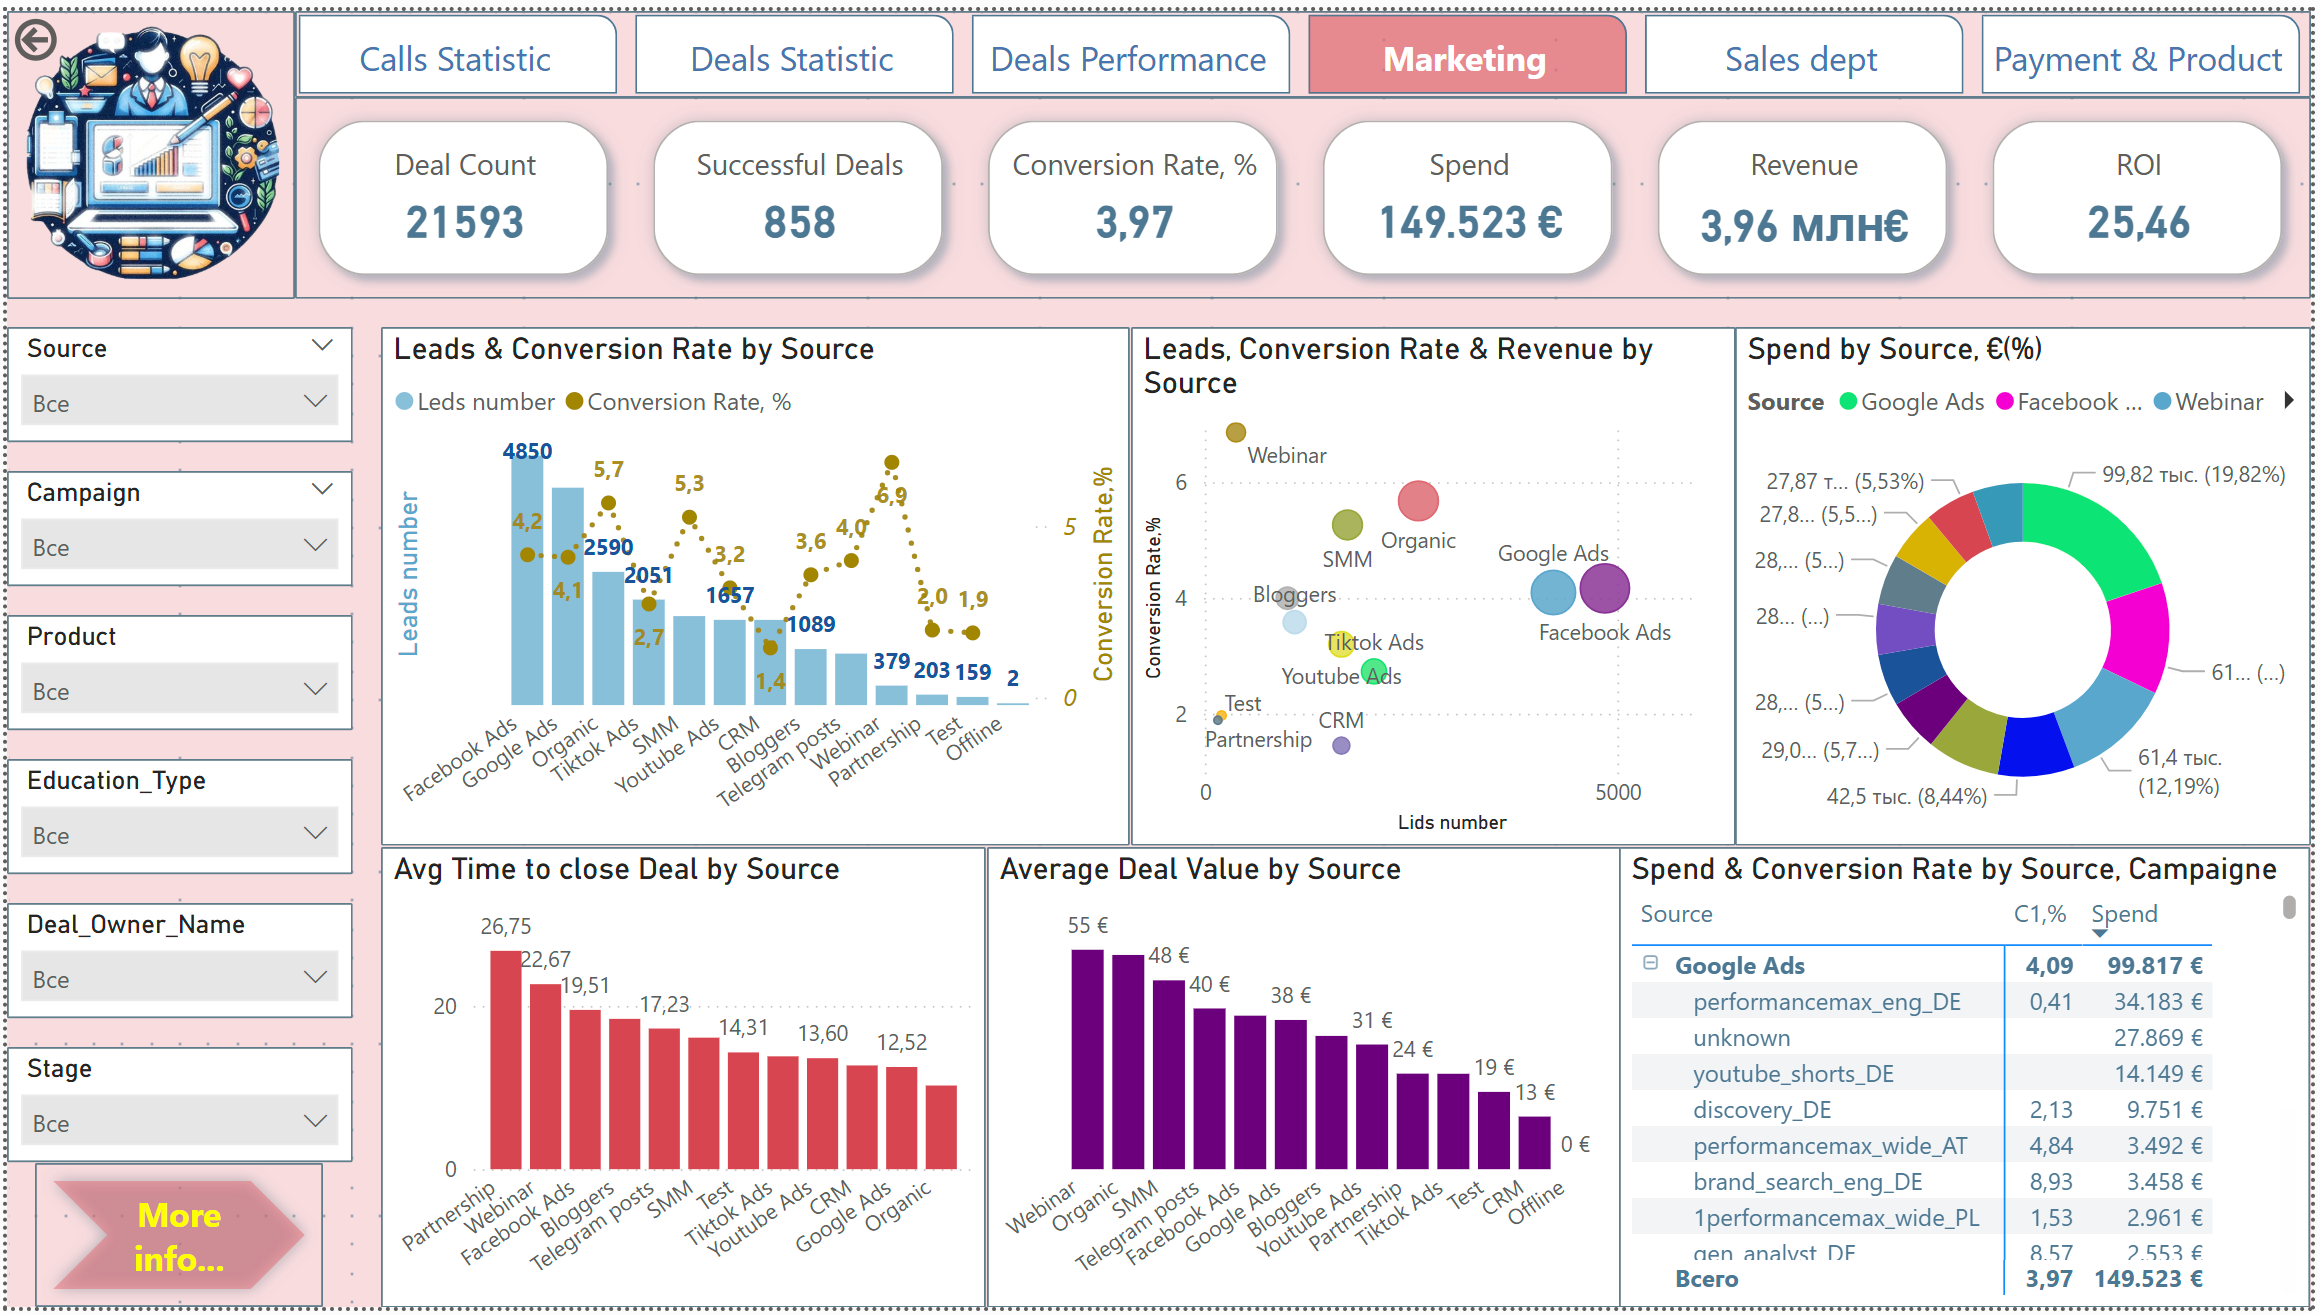 Calls Statistic
Deals Statistic
Deals Performance
Marketing
Sales dept
Payment & Product
Deal Count
21593
Successful Deals
858
Conversion Rate, %
3,97
Spend
149.523 €
Revenue
3,96 млн€
ROI
25,46
Source
Все
Campaign
Все
Product
Все
Education_Type
Все
Deal_Owner_Name
Все
Stage
Все
More
info...
Leads & Conversion Rate by Source
Leds number
Conversion Rate, %
Leads number
4850
2590
2051
1657
1089
379
203
159
2
4,2
4,1
5,7
2,7
5,3
3,2
1,4
3,6
4,0
6,9
2,0
1,9
5
0
Conversion Rate,%
Facebook Ads
Google Ads
Organic
Tiktok Ads
SMM
Youtube Ads
CRM
Bloggers
Telegram posts
Webinar
Partnership
Test
Offline
Leads, Conversion Rate & Revenue by
Source
Conversion Rate,%
6
4
2
Webinar
SMM
Organic
Google Ads
Bloggers
Facebook Ads
Tiktok Ads
Youtube Ads
Test
CRM
Partnership
0
5000
Lids number
Spend by Source, €(%)
Source
Google Ads
Facebook ...
Webinar
99,82 тыс. (19,82%)
61... (...)
61,4 тыс.
(12,19%)
42,5 тыс. (8,44%)
29,0... (5,7...)
28,... (5...)
28... (...)
28,... (5...)
27,8... (5,5...)
27,87 т... (5,53%)
Avg Time to close Deal by Source
20
0
26,75
22,67
19,51
17,23
14,31
13,60
12,52
Partnership
Webinar
Facebook Ads
Bloggers
Telegram posts
SMM
Test
Tiktok Ads
Youtube Ads
CRM
Google Ads
Organic
Average Deal Value by Source
55 €
48 €
40 €
38 €
31 €
24 €
19 €
13 €
0 €
Webinar
Organic
SMM
Telegram posts
Facebook Ads
Google Ads
Bloggers
Youtube Ads
Partnership
Tiktok Ads
Test
CRM
Offline
Spend & Conversion Rate by Source, Campaigne
Source C1,% Spend
Google Ads 4,09 99.817 €
performancemax_eng_DE 0,41 34.183 €
unknown 27.869 €
youtube_shorts_DE 14.149 €
discovery_DE 2,13 9.751 €
performancemax_wide_AT 4,84 3.492 €
brand_search_eng_DE 8,93 3.458 €
1performancemax_wide_PL 1,53 2.961 €
gen_analyst_DE 8,57 2.553 €
Всего 3,97 149.523 €